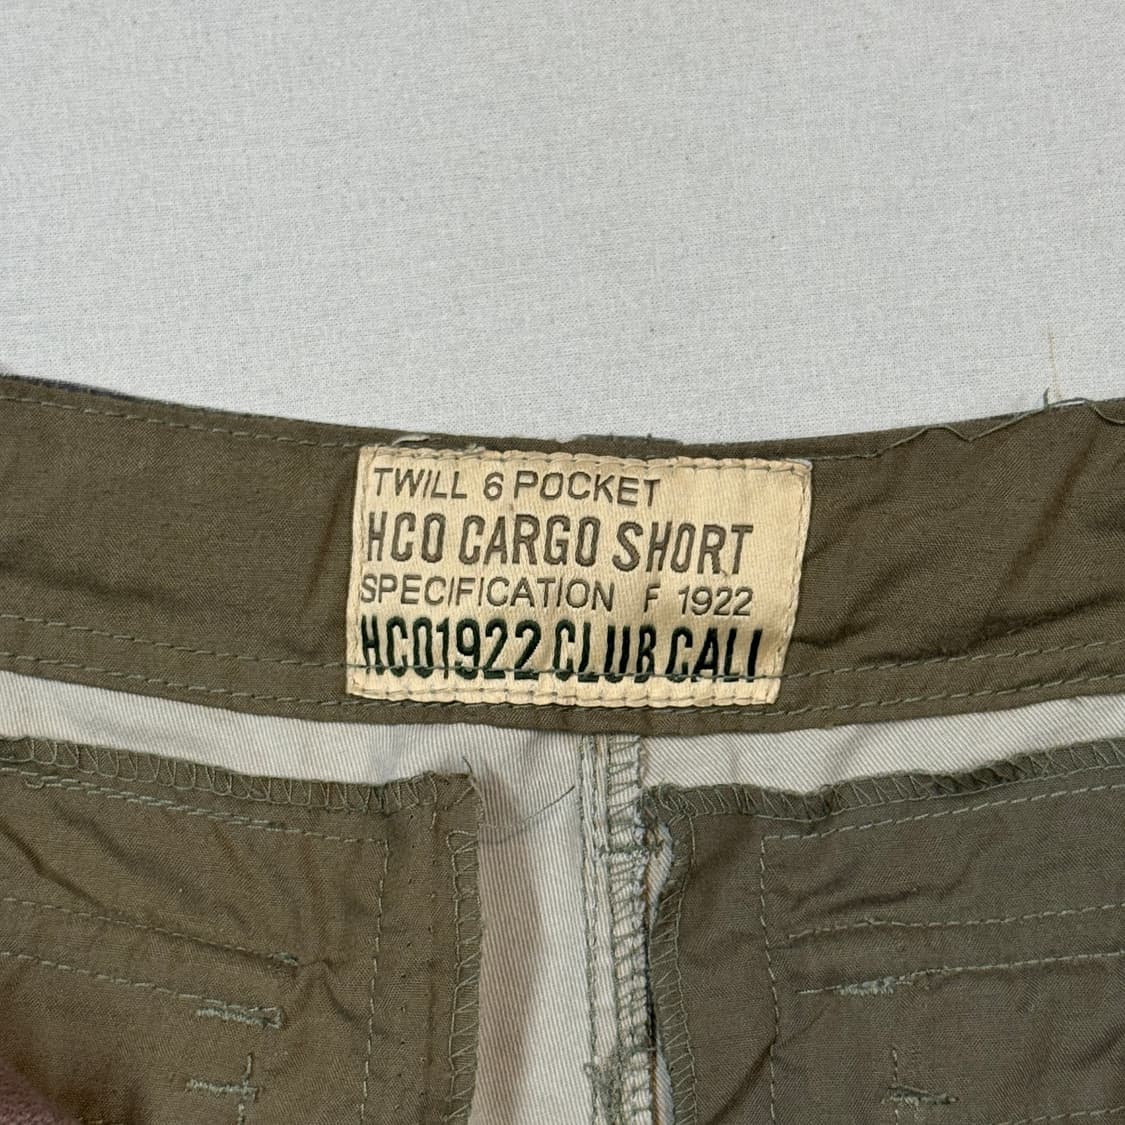 TWILL 6 POCKET
HCO CARGO SHORT
SPECIFICATION F 1922
HCO1922 CLUB CALI